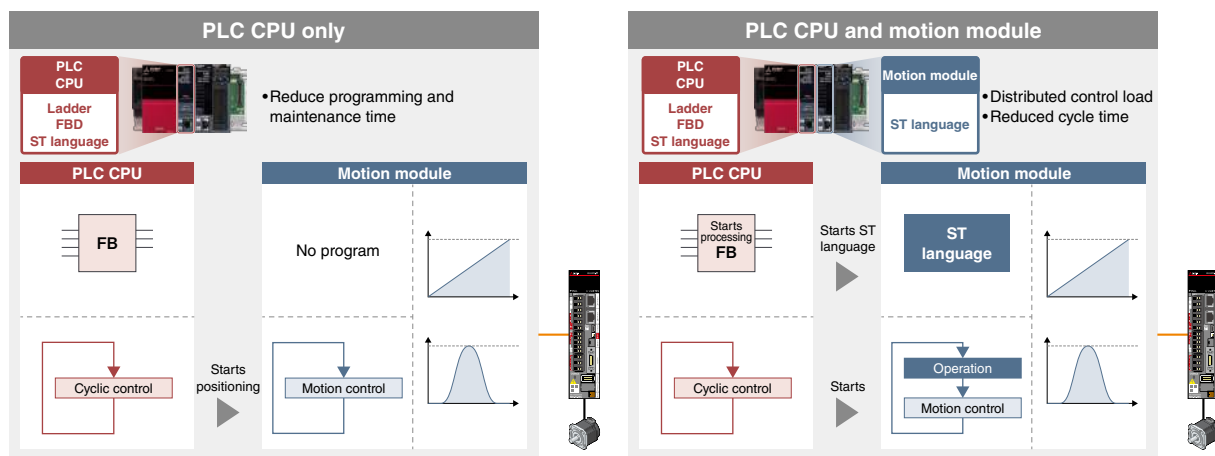 PLC CPU only
PLC
CPU
Ladder
FBD
ST language
•Reduce programming and
maintenance time
PLC CPU
Motion module
FB
No program
Starts
positioning
Cyclic control
Motion control
PLC CPU and motion module
PLC
CPU
Ladder
FBD
ST language
Motion module
ST language
•Distributed control load
•Reduced cycle time
PLC CPU
Motion module
Starts
processing
FB
Starts ST
language
ST
language
Cyclic control
Starts
Operation
Motion control